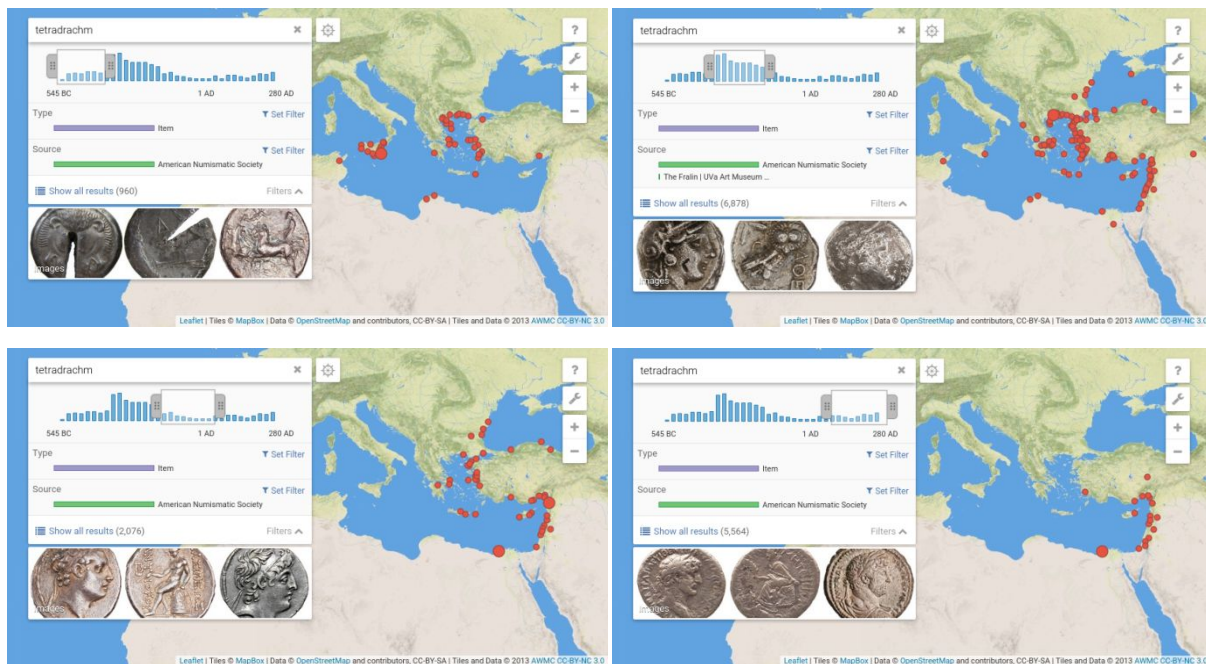 tetradrachm ✖ ?
545 BC 1 AD 280 AD
+
−
Type Set Filter
Item
Source Set Filter
American Numismatic Society
Show all results (960) Filters
Images
Leaflet | Tiles © MapBox | Data © OpenStreetMap and contributors, CC-BY-SA | Tiles and Data © 2013 AWMC CC-BY-NC 3.0
tetradrachm ✖ ?
545 BC 1 AD 280 AD
+
−
Type Set Filter
Item
Source Set Filter
American Numismatic Society
The Fralin | UVa Art Museum ...
Show all results (6,878) Filters
Images
Leaflet | Tiles © MapBox | Data © OpenStreetMap and contributors, CC-BY-SA | Tiles and Data © 2013 AWMC CC-BY-NC 3.0
tetradrachm ✖ ?
545 BC 1 AD 280 AD
+
−
Type Set Filter
Item
Source Set Filter
American Numismatic Society
Show all results (2,076) Filters
Images
Leaflet | Tiles © MapBox | Data © OpenStreetMap and contributors, CC-BY-SA | Tiles and Data © 2013 AWMC CC-BY-NC 3.0
tetradrachm ✖ ?
545 BC 1 AD 280 AD
+
−
Type Set Filter
Item
Source Set Filter
American Numismatic Society
Show all results (5,564) Filters
Images
Leaflet | Tiles © MapBox | Data © OpenStreetMap and contributors, CC-BY-SA | Tiles and Data © 2013 AWMC CC-BY-NC 3.0